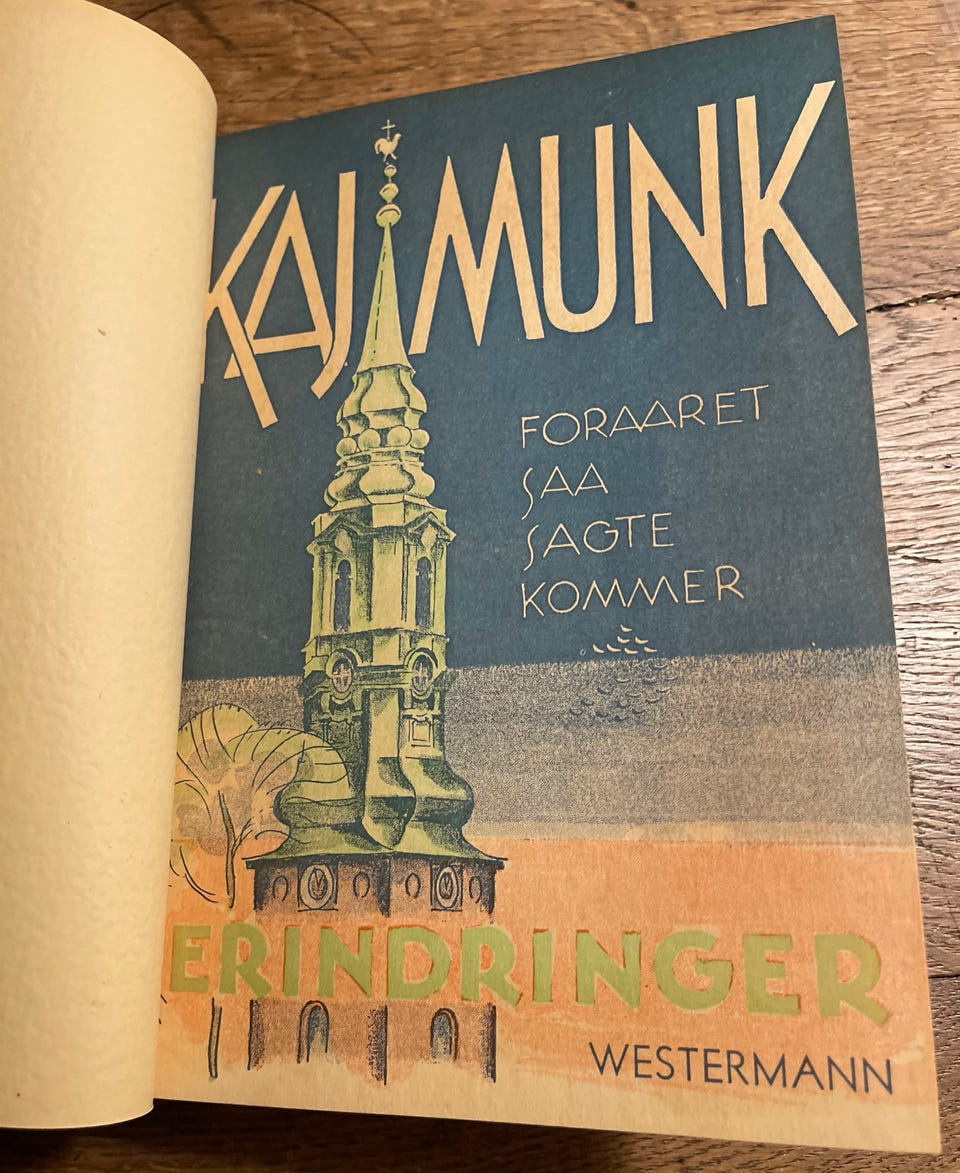 KAJ MUNK
FORAARET
SAA
SAGTE
KOMMER
ERINDRINGER
WESTERMANN